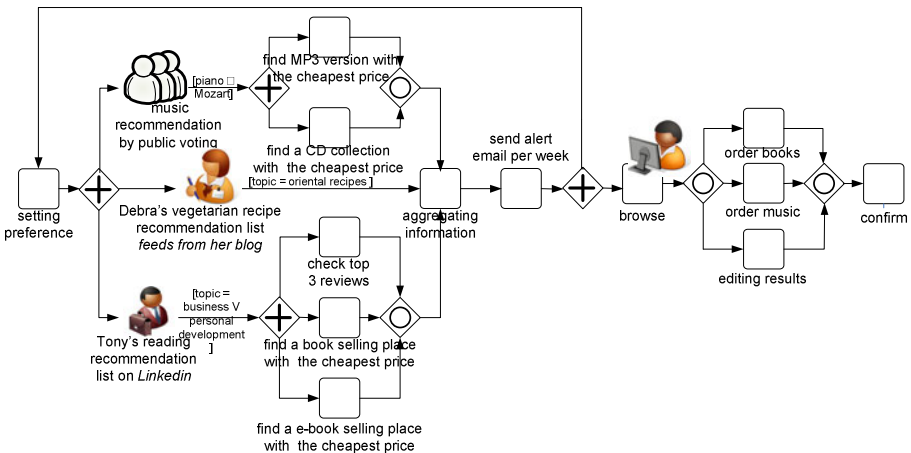 find MP3 version with
the cheapest price
[piano □
Mozart]
music
recommendation
by public voting
find a CD collection
with the cheapest price
send alert
email per week
order books
setting
preference
Debra's vegetarian recipe
recommendation list
feeds from her blog
[topic = oriental recipes ]
aggregating
information
browse
order music
confirm
check top
3 reviews
editing results
[topic =
business V
personal
development
]
Tony's reading
recommendation
list on Linkedin
find a book selling place
with the cheapest price
find a e-book selling place
with the cheapest price